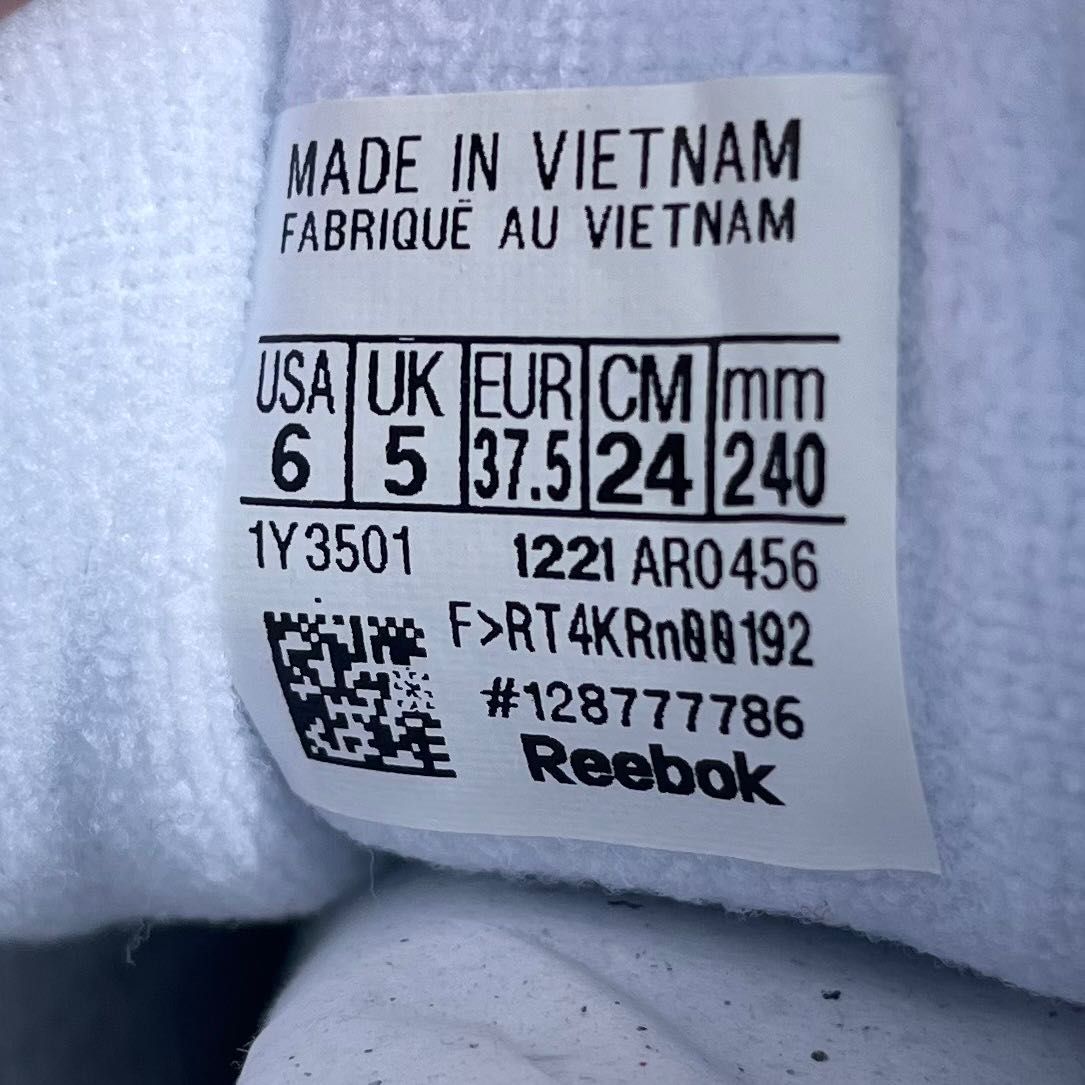 MADE IN VIETNAM
FABRIQUÉ AU VIETNAM
USA UK EUR CM mm
6 5 37.5 24 240
1Y3501 1221 AR0456
F>RT4KRn00192
#128777786
Reebok